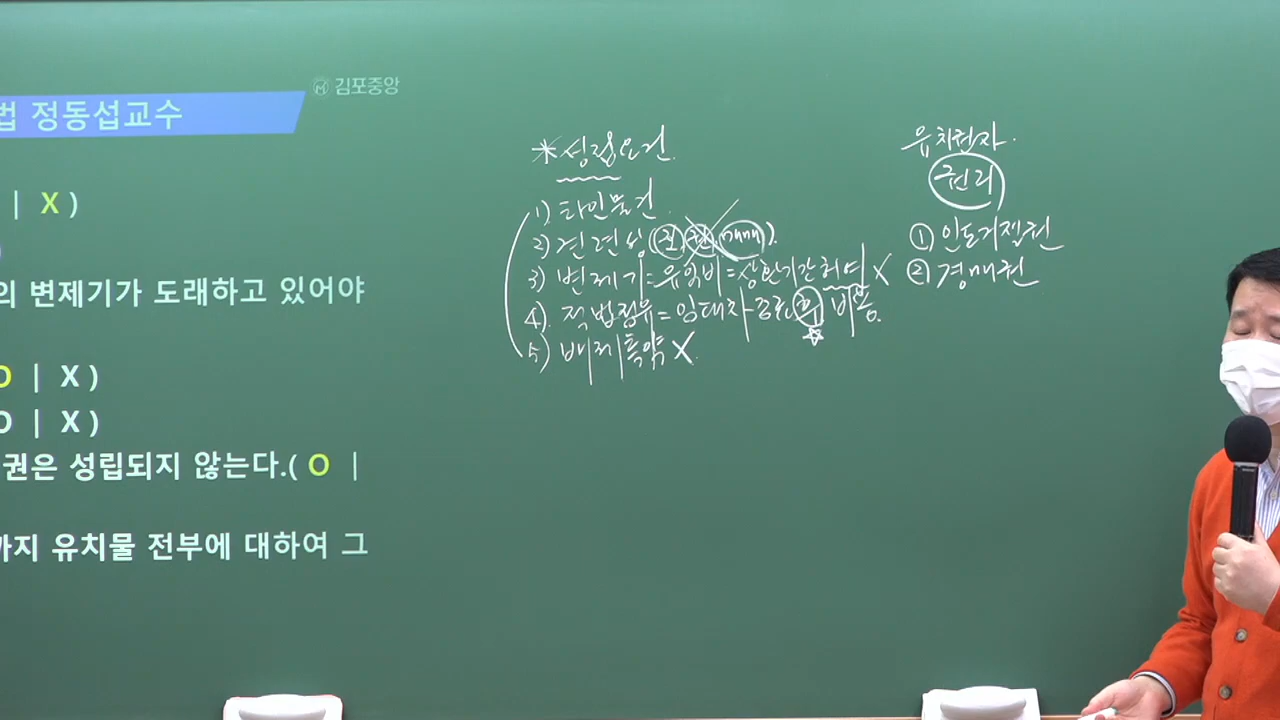 김포중앙
법 정동섭교수
| X )
의 변제기가 도래하고 있어야
O | X )
O | X )
권은 성립되지 않는다.( O |
까지 유치물 전부에 대하여 그
* 성립요건.
1) 타인물건
2) 견련성
3) 변제기 = 유익비 = 상환기간허여 X
4). 적법점유 = 임대차종료 후 비용.
5) 배제특약 X.
유치권자.
권리
① 인도거절권
② 경매권